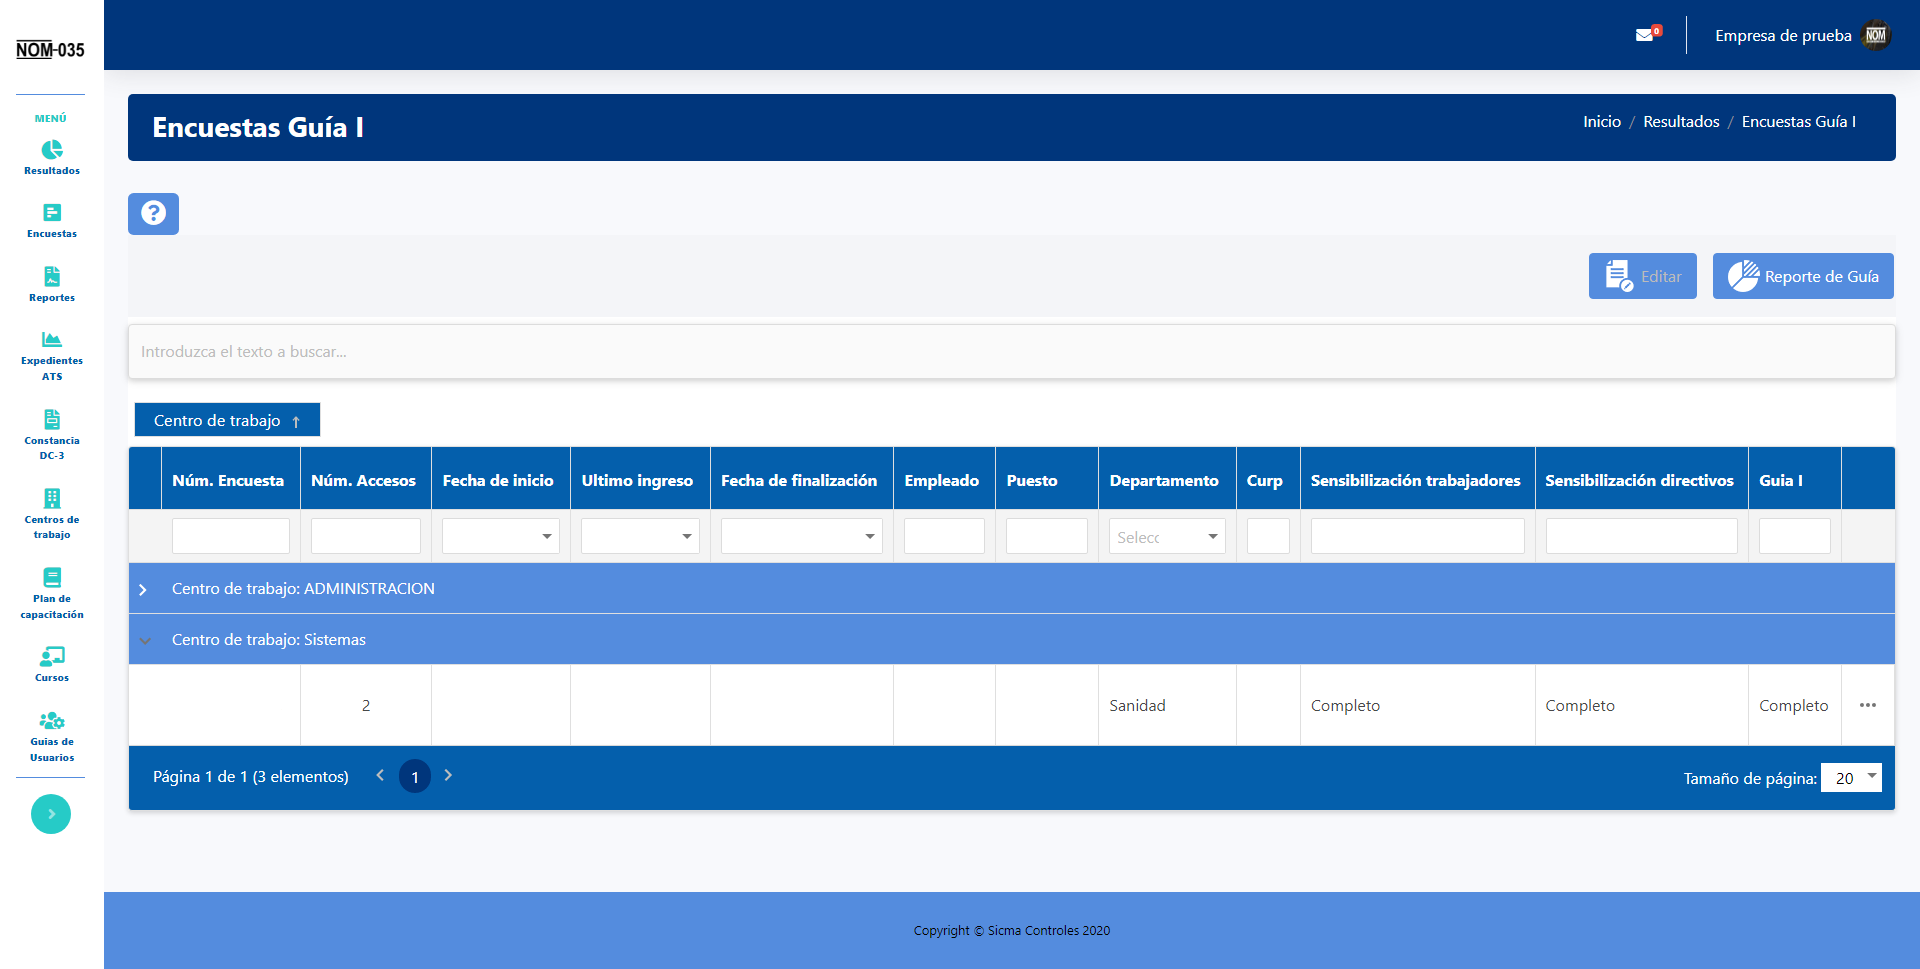 NOM-035
0
Empresa de prueba
NOM
MENÚ
Resultados
Encuestas
Reportes
Expedientes
ATS
Constancia
DC-3
Centros de
trabajo
Plan de
capacitación
Cursos
Guias de
Usuarios
Encuestas Guía I
Inicio / Resultados / Encuestas Guía I
?
Editar
Reporte de Guía
Introduzca el texto a buscar...
Centro de trabajo ↑
Núm. Encuesta Núm. Accesos Fecha de inicio Ultimo ingreso Fecha de finalización Empleado Puesto Departamento Curp Sensibilización trabajadores Sensibilización directivos Guia I
Selecc
Centro de trabajo: ADMINISTRACION
Centro de trabajo: Sistemas
2 Sanidad Completo Completo Completo ...
Página 1 de 1 (3 elementos) 1
Tamaño de página: 20
Copyright © Sicma Controles 2020